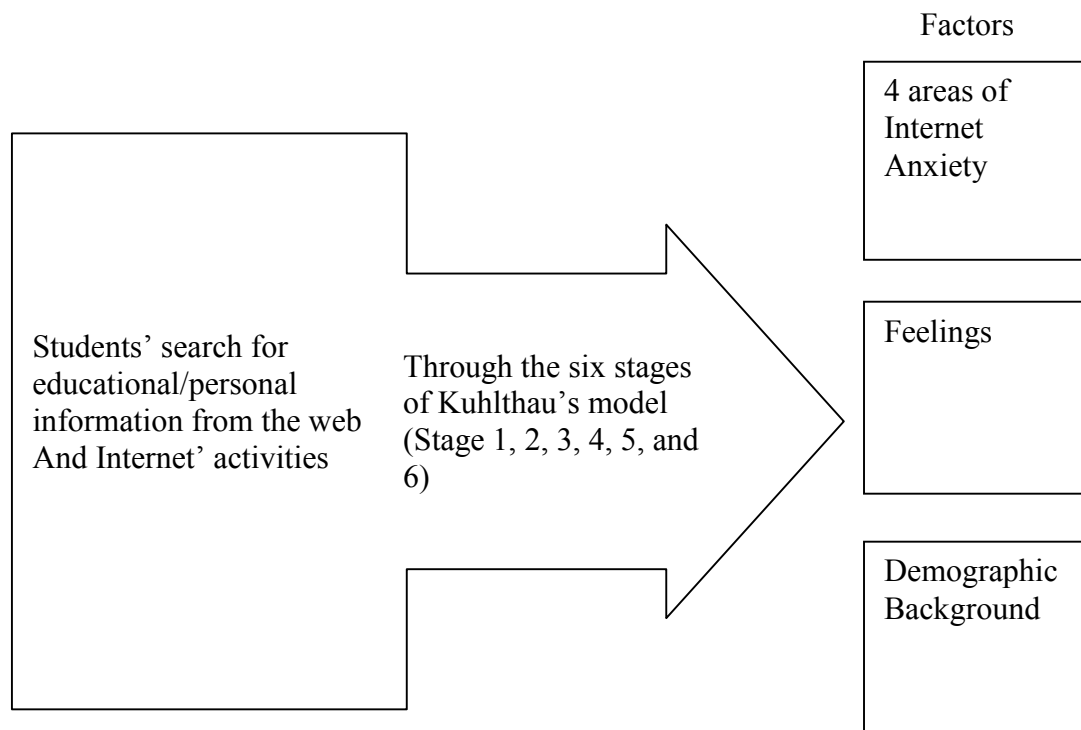 Factors
4 areas of
Internet
Anxiety
Students’ search for
educational/personal
information from the web
And Internet’ activities
Through the six stages
of Kuhlthau’s model
(Stage 1, 2, 3, 4, 5, and
6)
Feelings
Demographic
Background